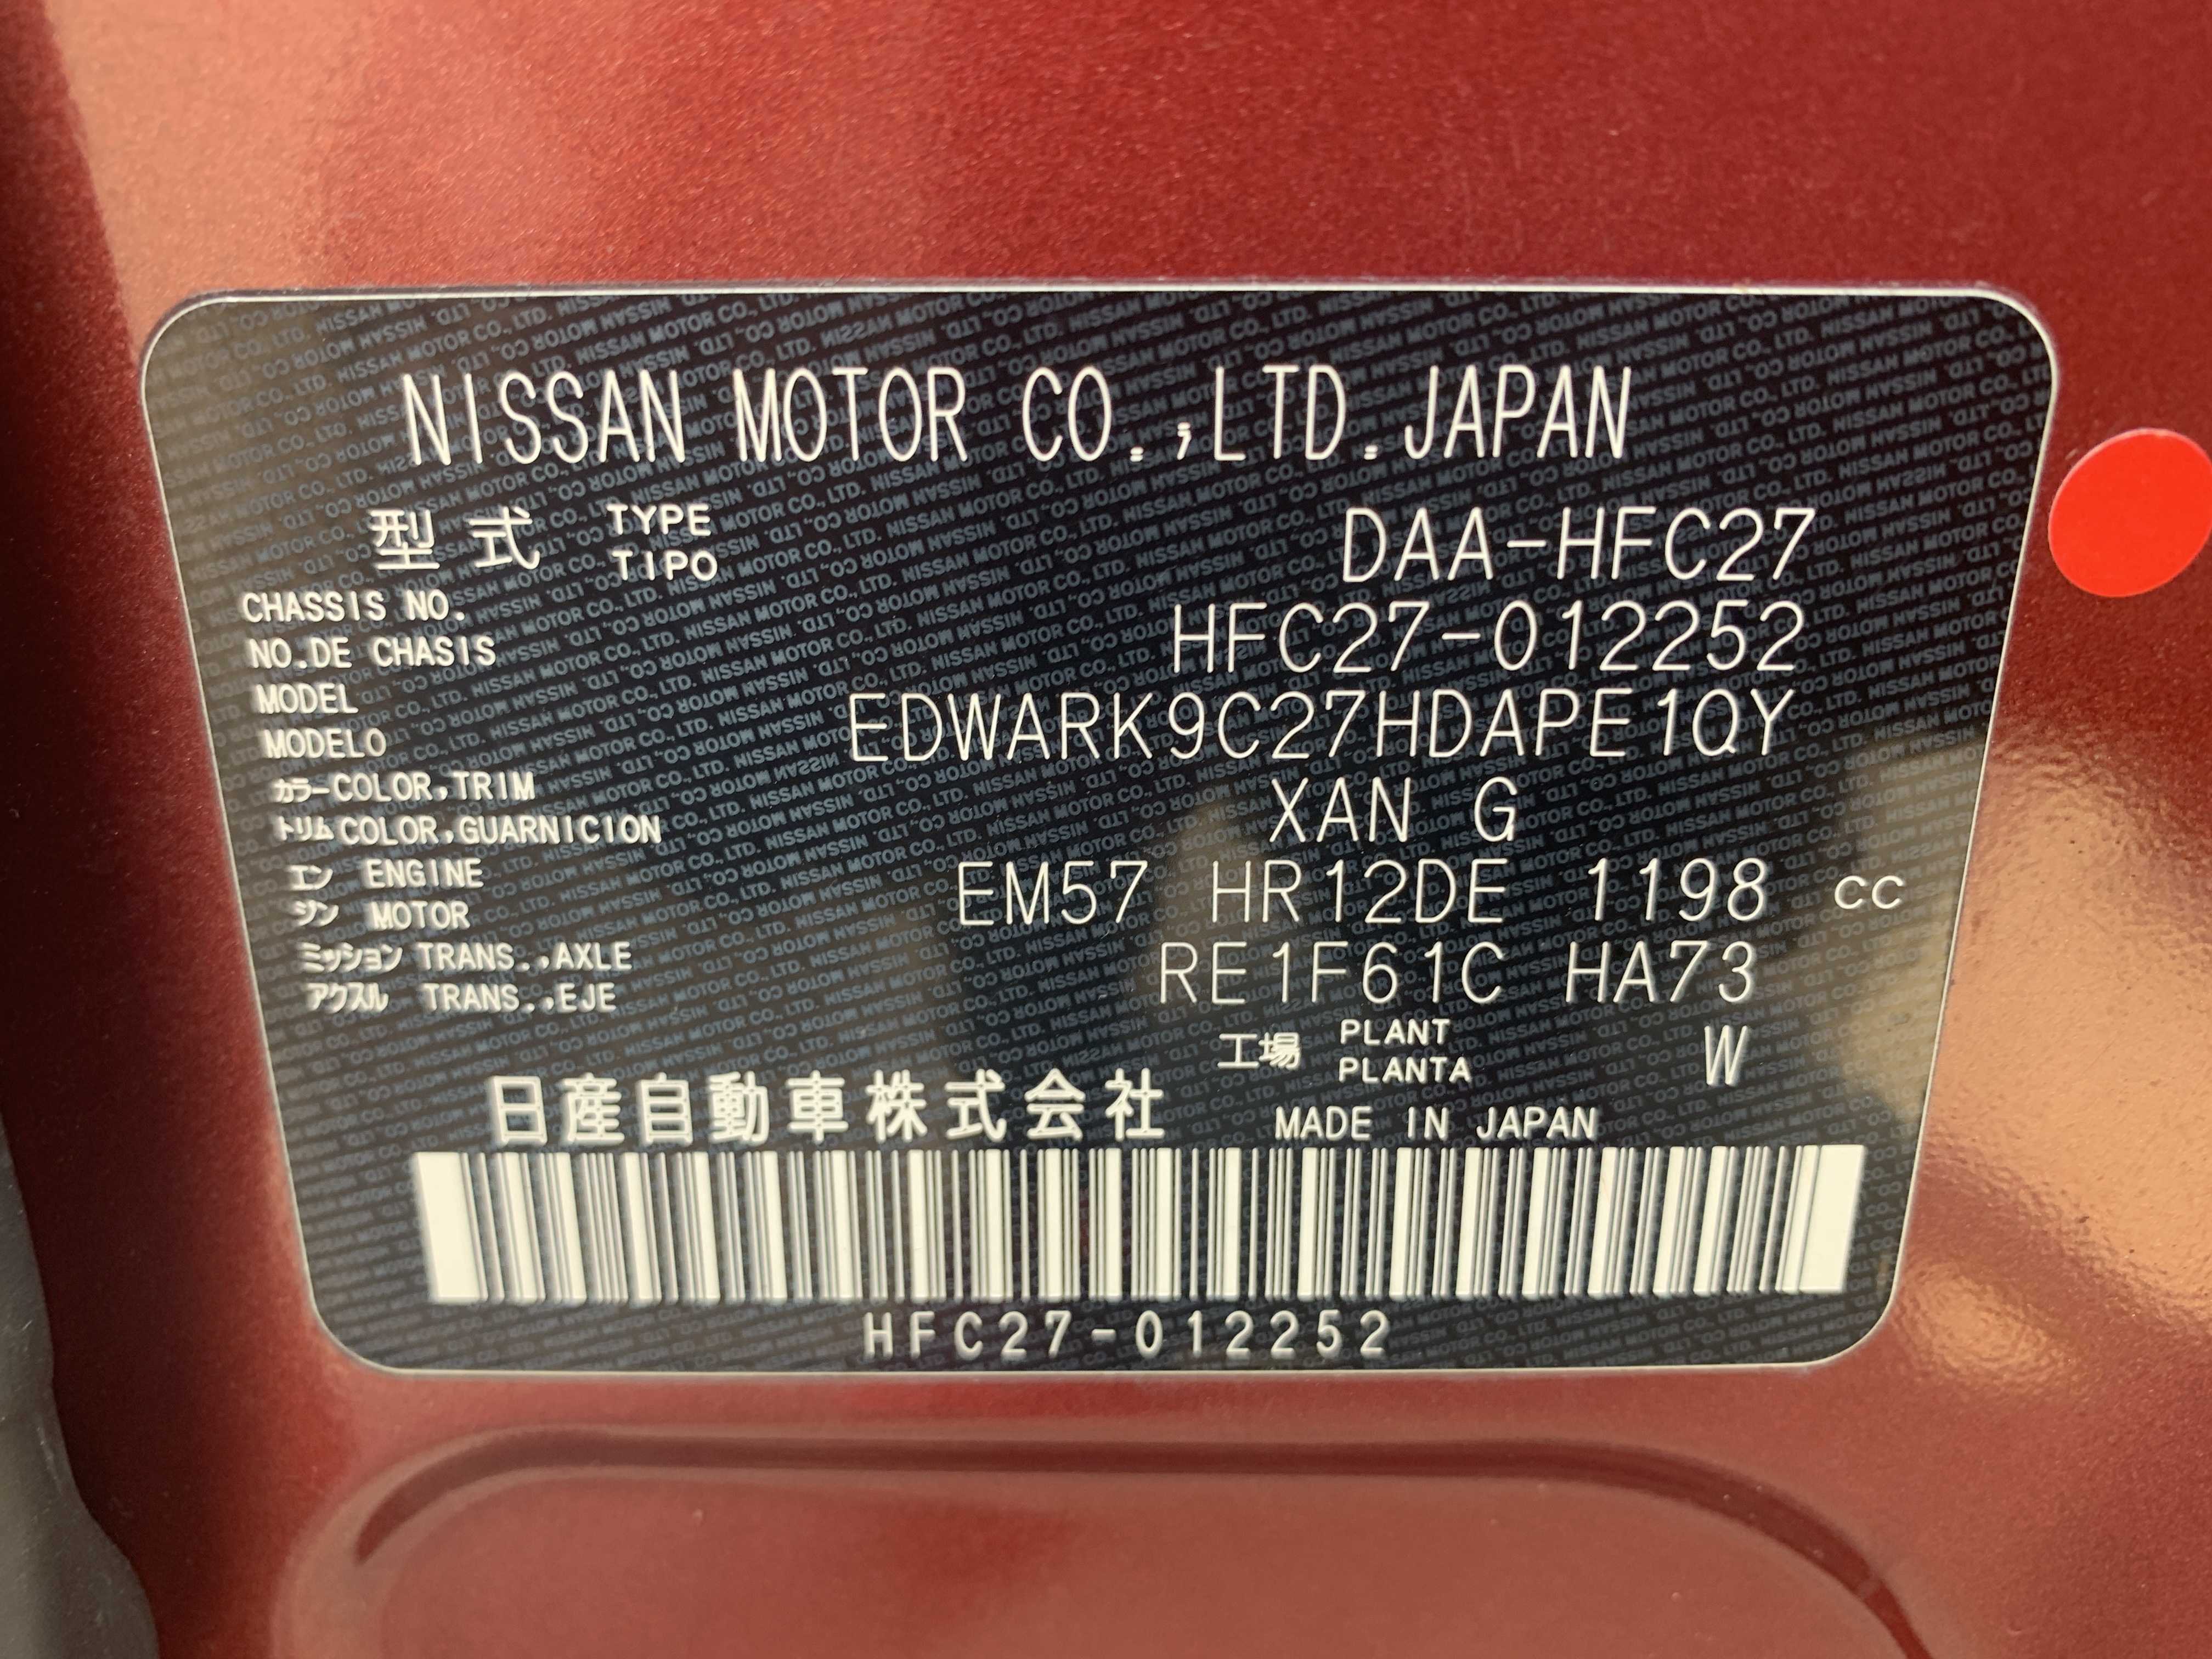 NISSAN MOTOR CO.,LTD.JAPAN
型式 TYPE TIPO DAA-HFC27
CHASSIS NO. NO.DE CHASIS HFC27-012252
MODEL MODELO EDWARK9C27HDAPE1QY
カラー COLOR,TRIM XAN G
トリム COLOR,GUARNICION
エン ENGINE EM57 HR12DE 1198 cc
ジン MOTOR
ミッション TRANS.,AXLE RE1F61C HA73
アクスル TRANS.,EJE
工場 PLANT PLANTA W
日産自動車株式会社 MADE IN JAPAN
HFC27-012252